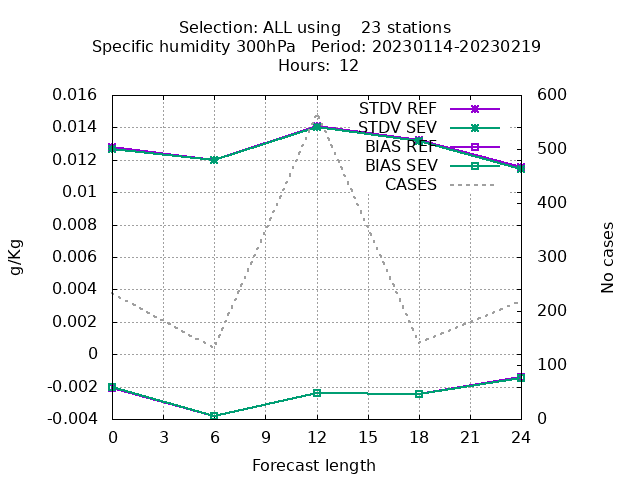 Selection: ALL using    23 stations
Specific humidity 300hPa   Period: 20230114-20230219
Hours:  12
0.016
0.014
0.012
0.01
0.008
0.006
0.004
0.002
0
-0.002
-0.004
g/Kg
STDV REF
STDV SEV
BIAS REF
BIAS SEV
CASES
600
500
400
300
200
100
0
No cases
0 3 6 9 12 15 18 21 24
Forecast length